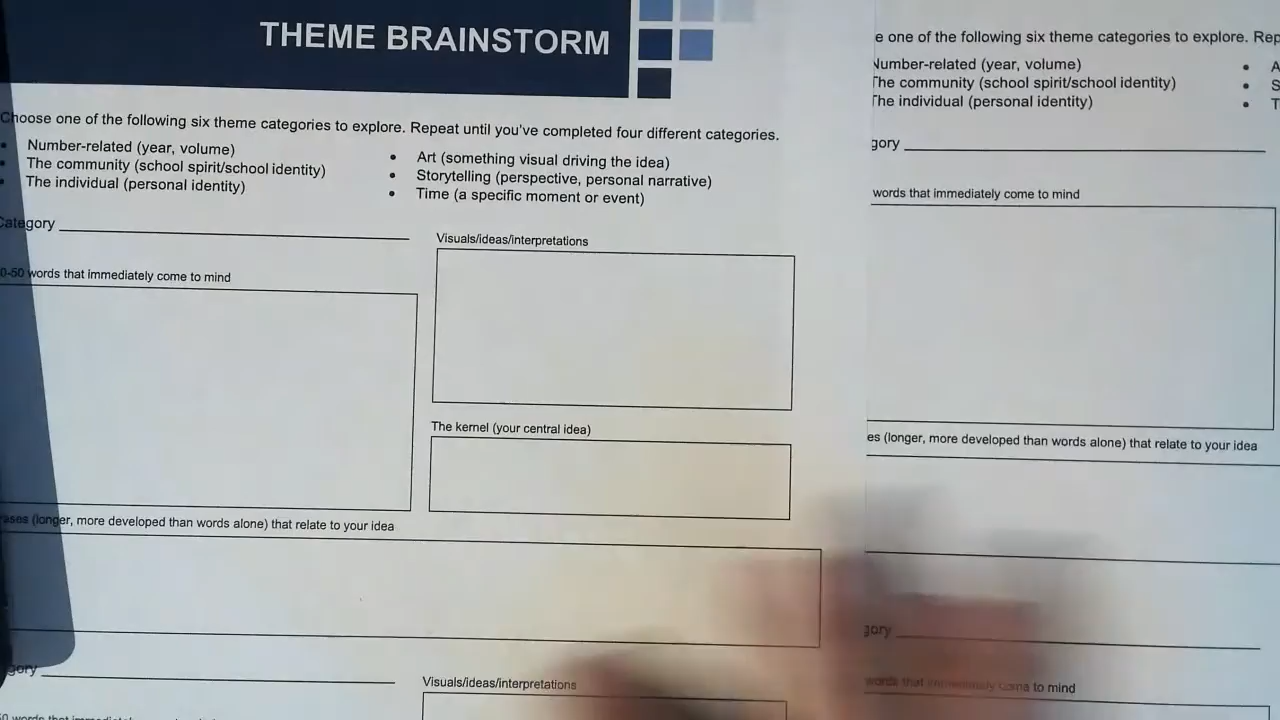 THEME BRAINSTORM
Choose one of the following six theme categories to explore. Repeat until you've completed four different categories.
Number-related (year, volume)
The community (school spirit/school identity)
The individual (personal identity)
• Art (something visual driving the idea)
• Storytelling (perspective, personal narrative)
• Time (a specific moment or event)
Category
words that immediately come to mind
Visuals/ideas/interpretations
The kernel (your central idea)
(longer, more developed than words alone) that relate to your idea
Visuals/ideas/interpretations
one of the following six theme categories to explore.
Number-related (year, volume)
The community (school spirit/school identity)
The individual (personal identity)
words that immediately come to mind
(longer, more developed than words alone) that relate to your idea
words that immediately come to mind